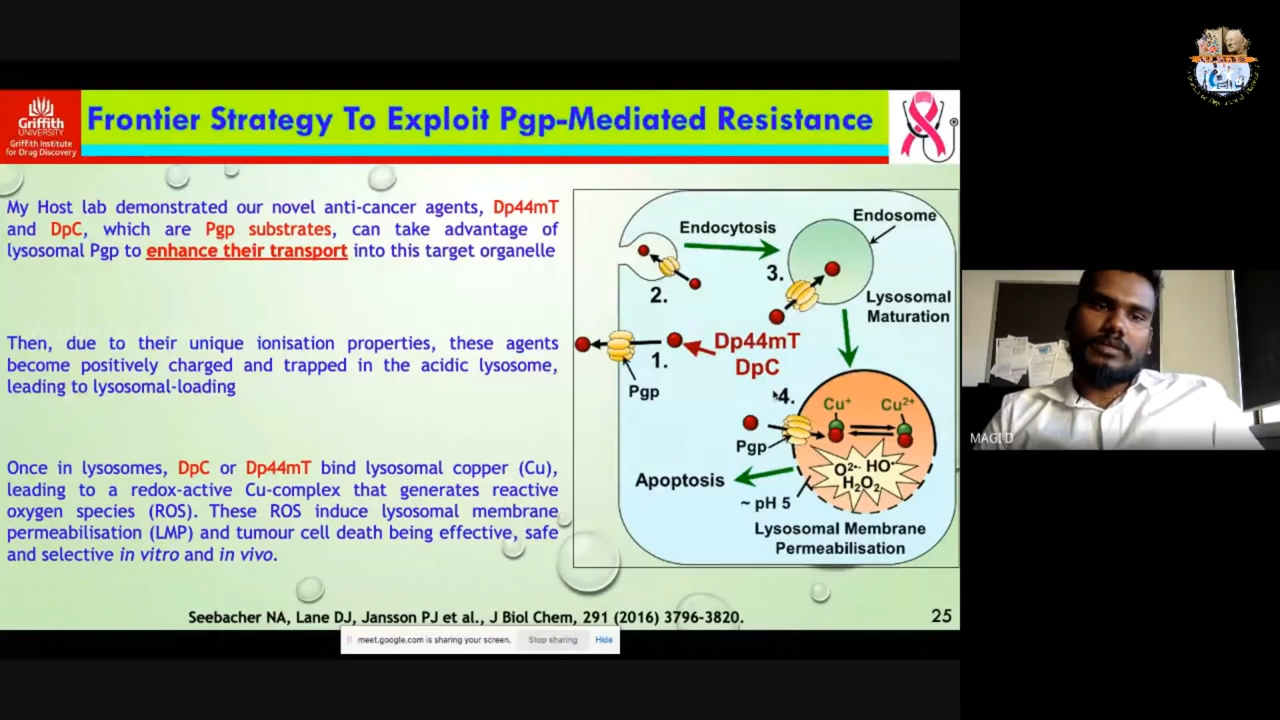 Griffith
UNIVERSITY
Griffith Institute
for Drug Discovery
Frontier Strategy To Exploit Pgp-Mediated Resistance
My Host lab demonstrated our novel anti-cancer agents, Dp44mT
and DpC, which are Pgp substrates, can take advantage of
lysosomal Pgp to enhance their transport into this target organelle
Then, due to their unique ionisation properties, these agents
become positively charged and trapped in the acidic lysosome,
leading to lysosomal-loading
Once in lysosomes, DpC or Dp44mT bind lysosomal copper (Cu),
leading to a redox-active Cu-complex that generates reactive
oxygen species (ROS). These ROS induce lysosomal membrane
permeabilisation (LMP) and tumour cell death being effective, safe
and selective in vitro and in vivo.
Endosome
Endocytosis
3.
2.
Lysosomal
Maturation
1.
Dp44mT
DpC
Pgp
4.
Cu+
Cu2+
Pgp
O2•- HO•
H2O2
Apoptosis
~ pH 5
Lysosomal Membrane
Permeabilisation
Seebacher NA, Lane DJ, Jansson PJ et al., J Biol Chem, 291 (2016) 3796-3820.
25
meet.google.com is sharing your screen.
Stop sharing
Hide
MAGI D